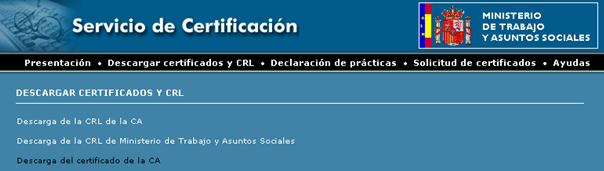 Servicio de Certificación
MINISTERIO
DE TRABAJO
Y ASUNTOS SOCIALES
Presentación • Descargar certificados y CRL • Declaración de prácticas • Solicitud de certificados • Ayudas
DESCARGAR CERTIFICADOS Y CRL
Descarga de la CRL de la CA
Descarga de la CRL de Ministerio de Trabajo y Asuntos Sociales
Descarga del certificado de la CA